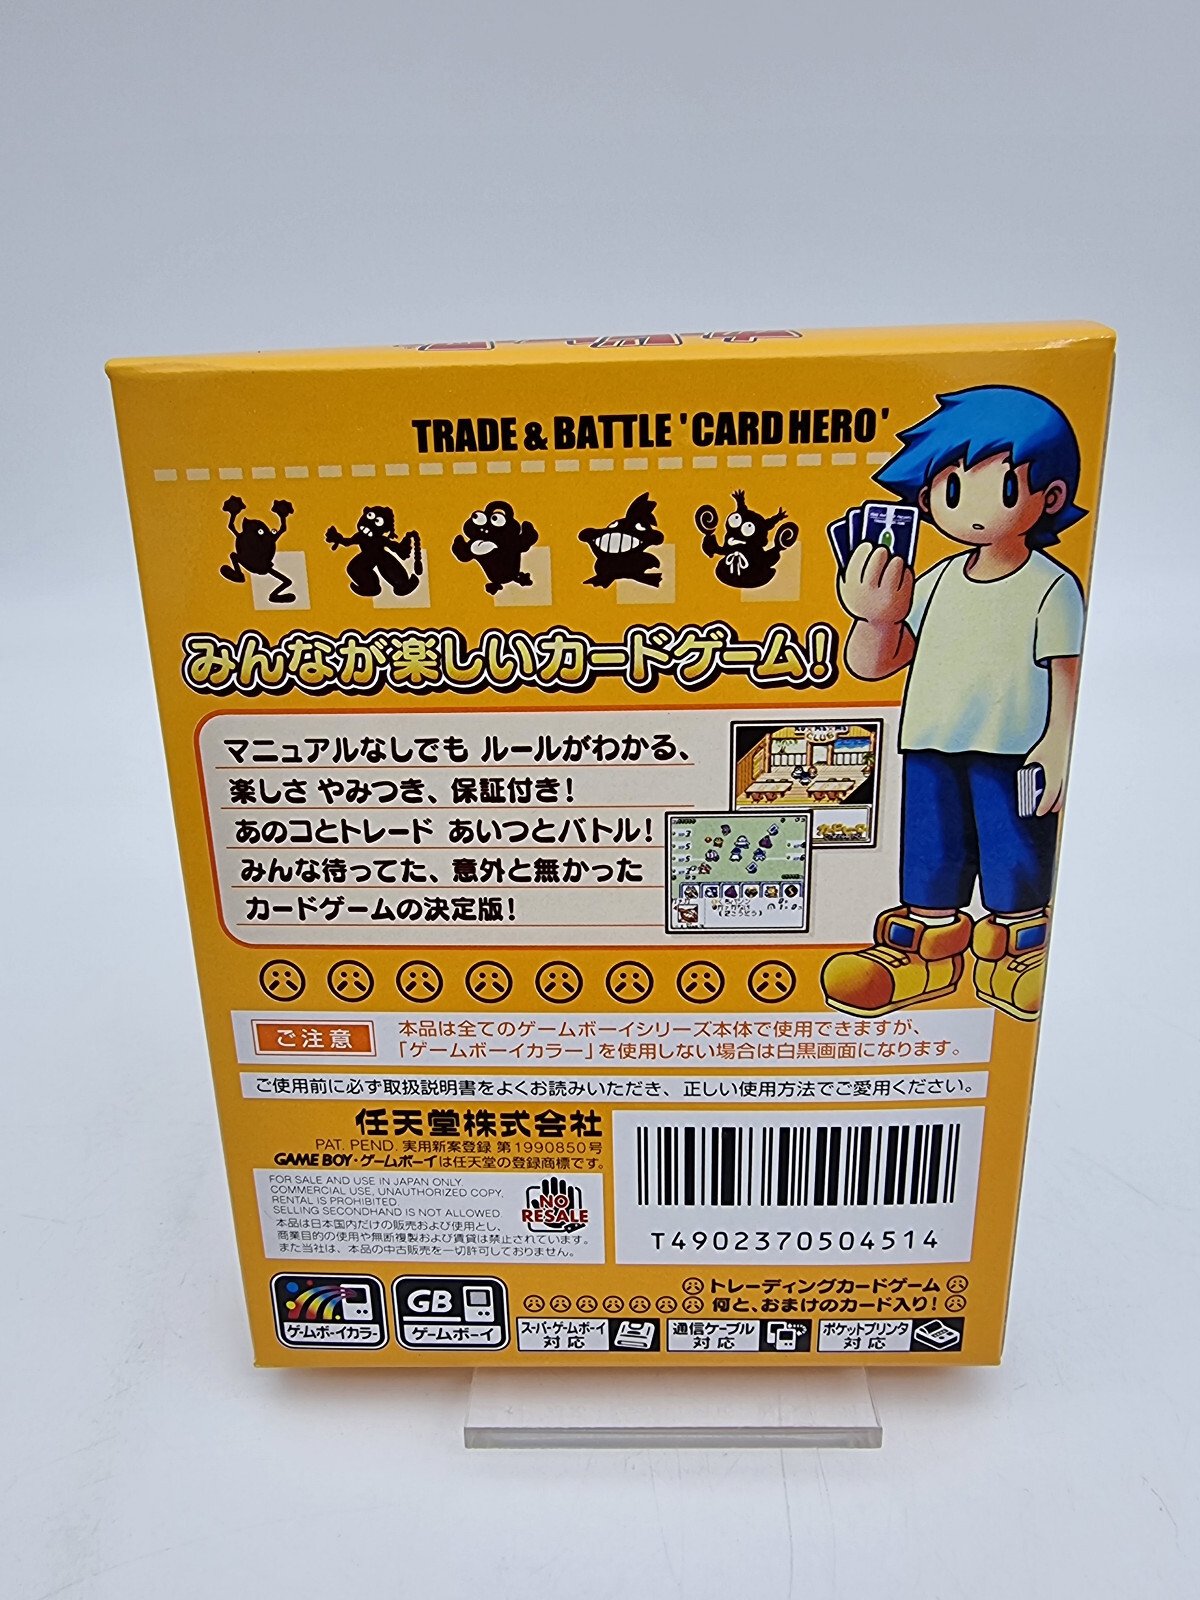 TRADE & BATTLE 'CARD HERO'
みんなが楽しいカードゲーム!
マニュアルなしでも ルールがわかる、
楽しさ やみつき、保証付き!
あのコとトレード あいつとバトル!
みんな待ってた、意外と無かった
カードゲームの決定版!
CLUB
ご注意
本品は全てのゲームボーイシリーズ本体で使用できますが、
「ゲームボーイカラー」を使用しない場合は白黒画面になります。
ご使用前に必ず取扱説明書をよくお読みいただき、正しい使用方法でご愛用ください。
任天堂株式会社
PAT. PEND. 実用新案登録 第1990850号
GAME BOY・ゲームボーイは任天堂の登録商標です。
FOR SALE AND USE IN JAPAN ONLY.
COMMERCIAL USE, UNAUTHORIZED COPY,
RENTAL IS PROHIBITED.
SELLING SECONDHAND IS NOT ALLOWED.
本品は日本国内だけの販売および使用とし、
商業目的の使用や無断複製および賃貸は禁止されています。
また当社は、本品の中古販売を一切許可しておりません。
NO
RESALE
T4902370504514
トレーディングカードゲーム
何と、おまけのカード入り!
ゲームボーイカラー
GB
ゲームボーイ
スーパーゲームボーイ
対応
通信ケーブル
対応
ポケットプリンタ
対応